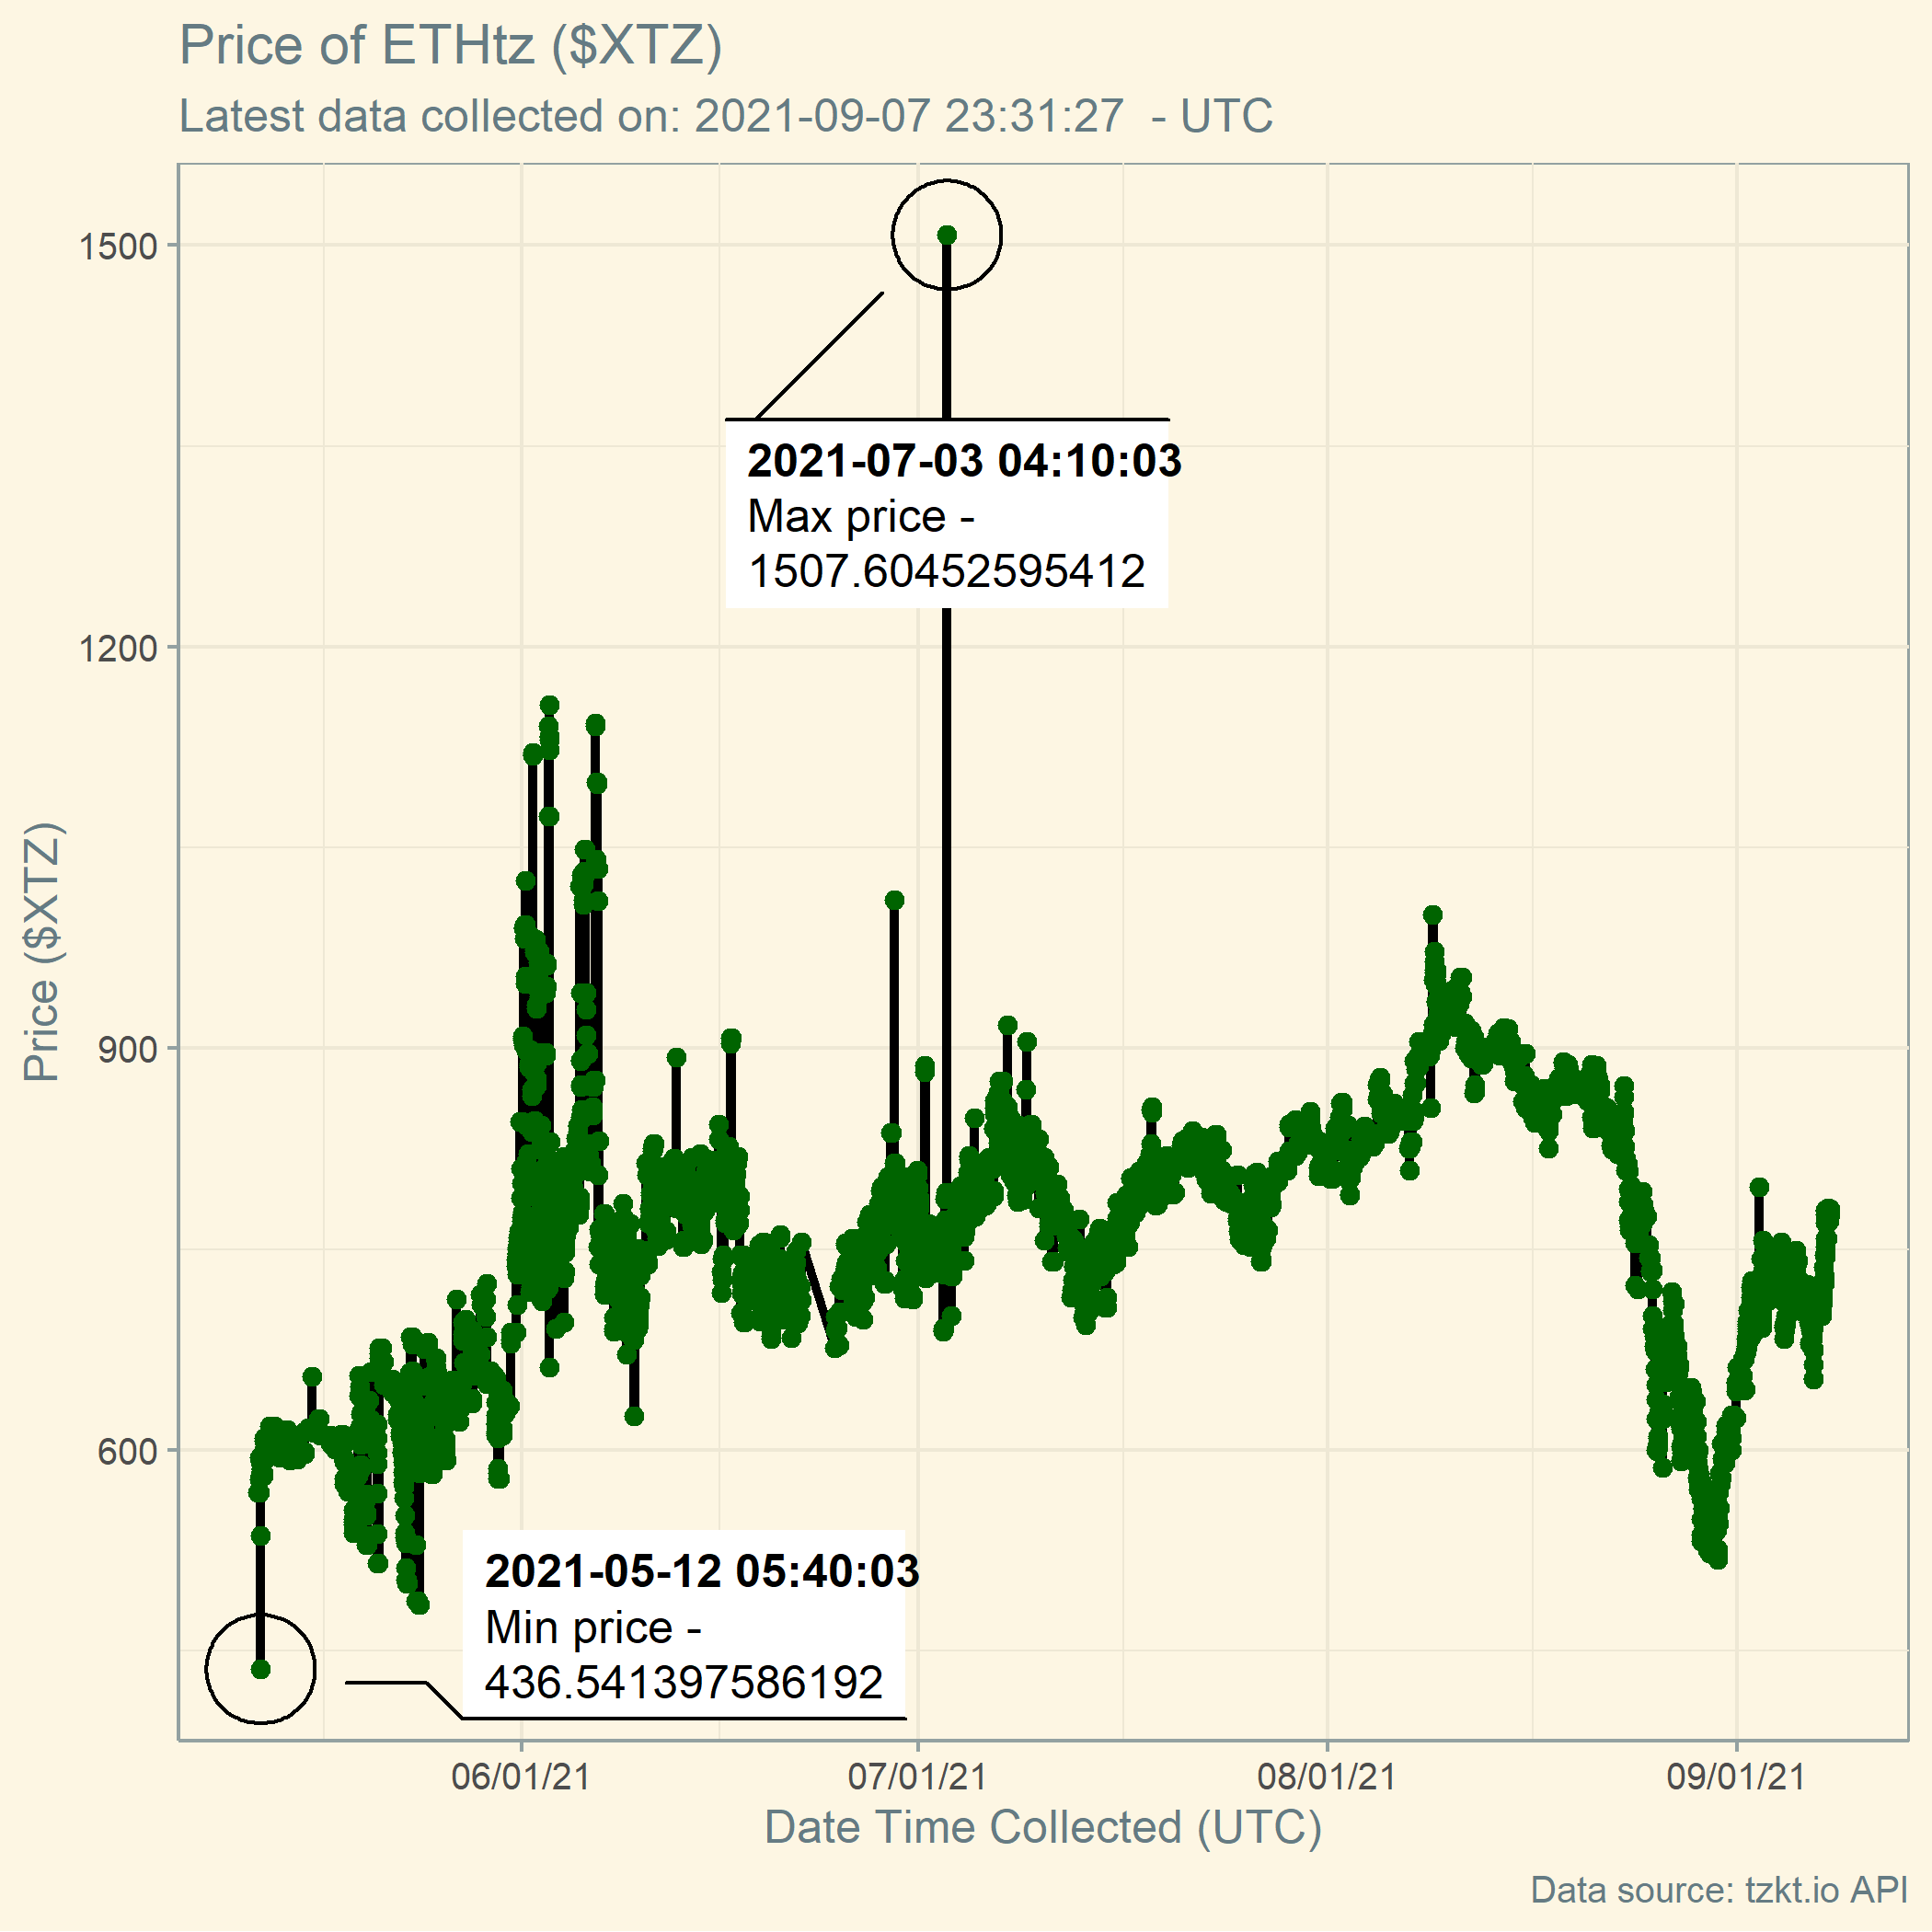 Price of ETHtz ($XTZ)
Latest data collected on: 2021-09-07 23:31:27  - UTC
1500
1200
900
600
Price ($XTZ)
2021-07-03 04:10:03
Max price -
1507.60452595412
2021-05-12 05:40:03
Min price -
436.541397586192
06/01/21
07/01/21
08/01/21
09/01/21
Date Time Collected (UTC)
Data source: tzkt.io API